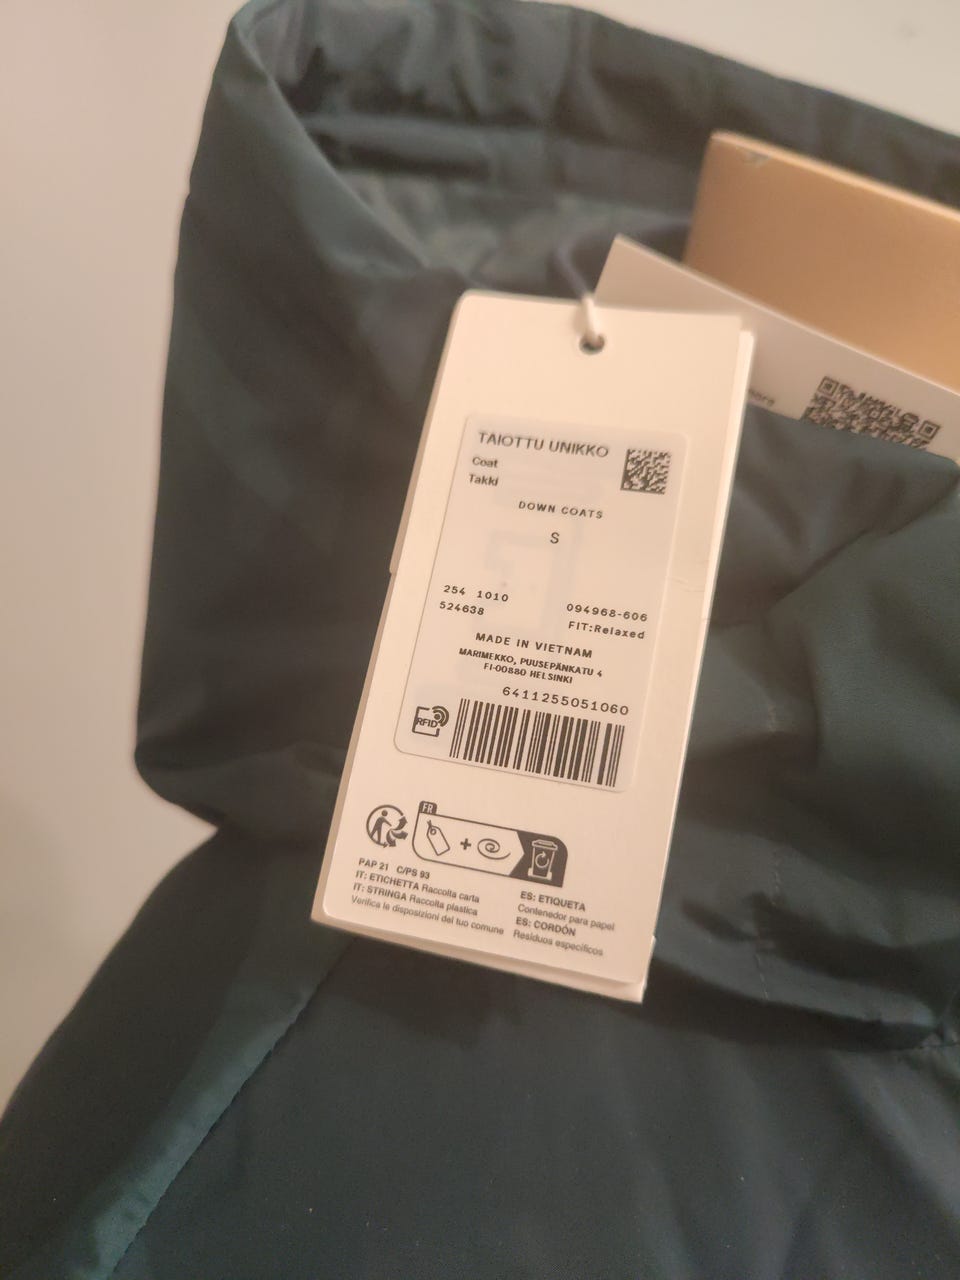 TAIOTTU UNIKKO
Coat
Takki
DOWN COATS
S
254 1010
524638
094968-606
FIT:Relaxed
MADE IN VIETNAM
MARIMEKKO, PUUSEPÄNKATU 4
FI-00880 HELSINKI
6411255051060
RFID
FR
PAP 21 C/PS 93
IT: ETICHETTA Raccolta carta
IT: STRINGA Raccolta plastica
Verifica le disposizioni del tuo comune
ES: ETIQUETA
Contenedor para papel
ES: CORDÓN
Residuos específicos